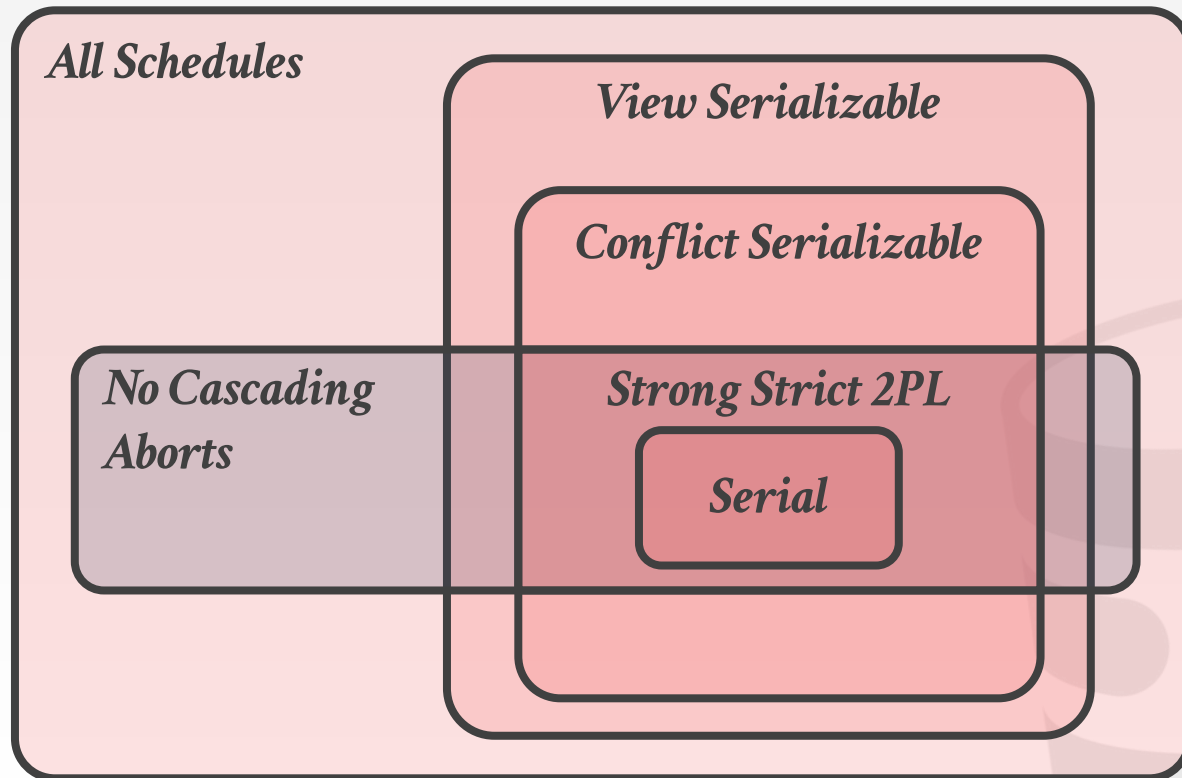 All Schedules
View Serializable
Conflict Serializable
No Cascading
Aborts
Strong Strict 2PL
Serial